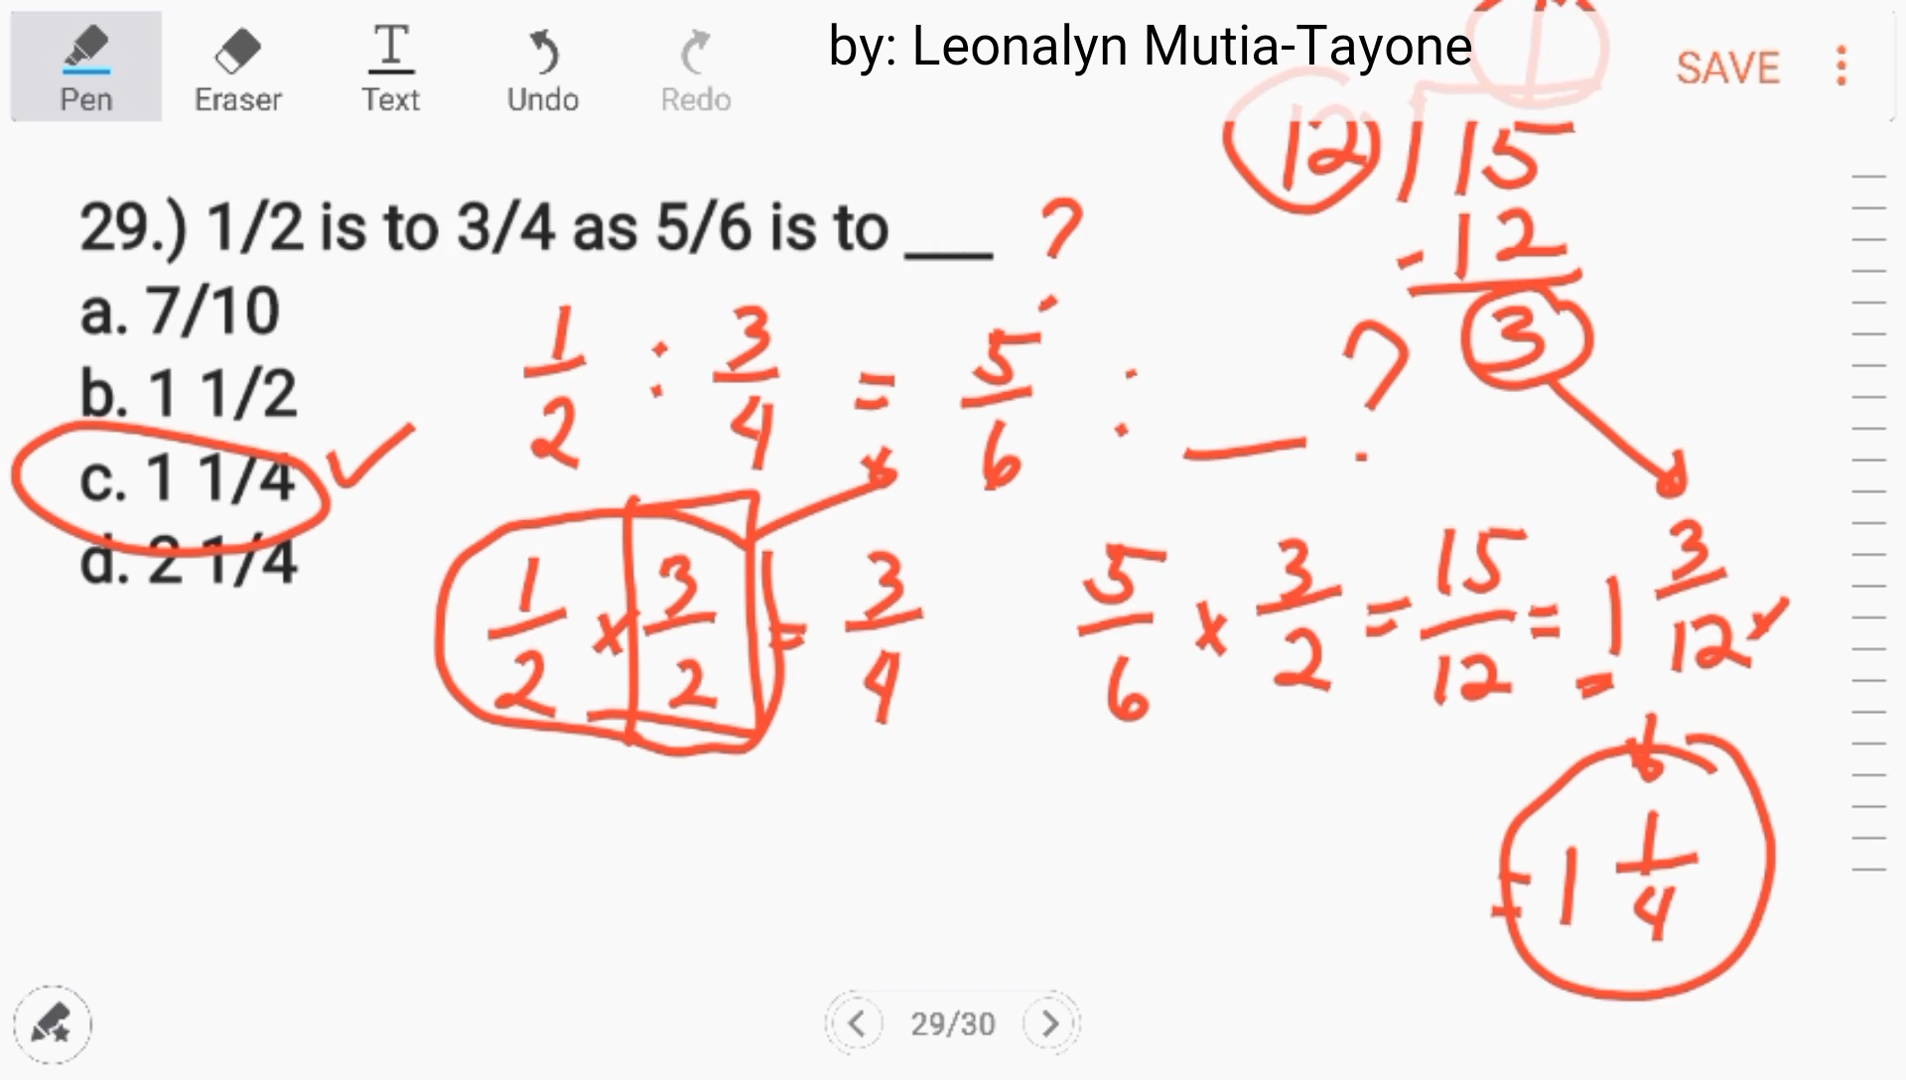 by: Leonalyn Mutia-Tayone
Pen Eraser Text Undo Redo SAVE
1
12 15
-12
3
29.) 1/2 is to 3/4 as 5/6 is to ___ ?
a. 7/10
b. 1 1/2
c. 1 1/4
d. 2 1/4
1/2 : 3/4 = 5/6 : __ ?
1/2 x 3/2 = 3/4
5/6 x 3/2 = 15/12 = 1 3/12
= 1 1/4
29/30